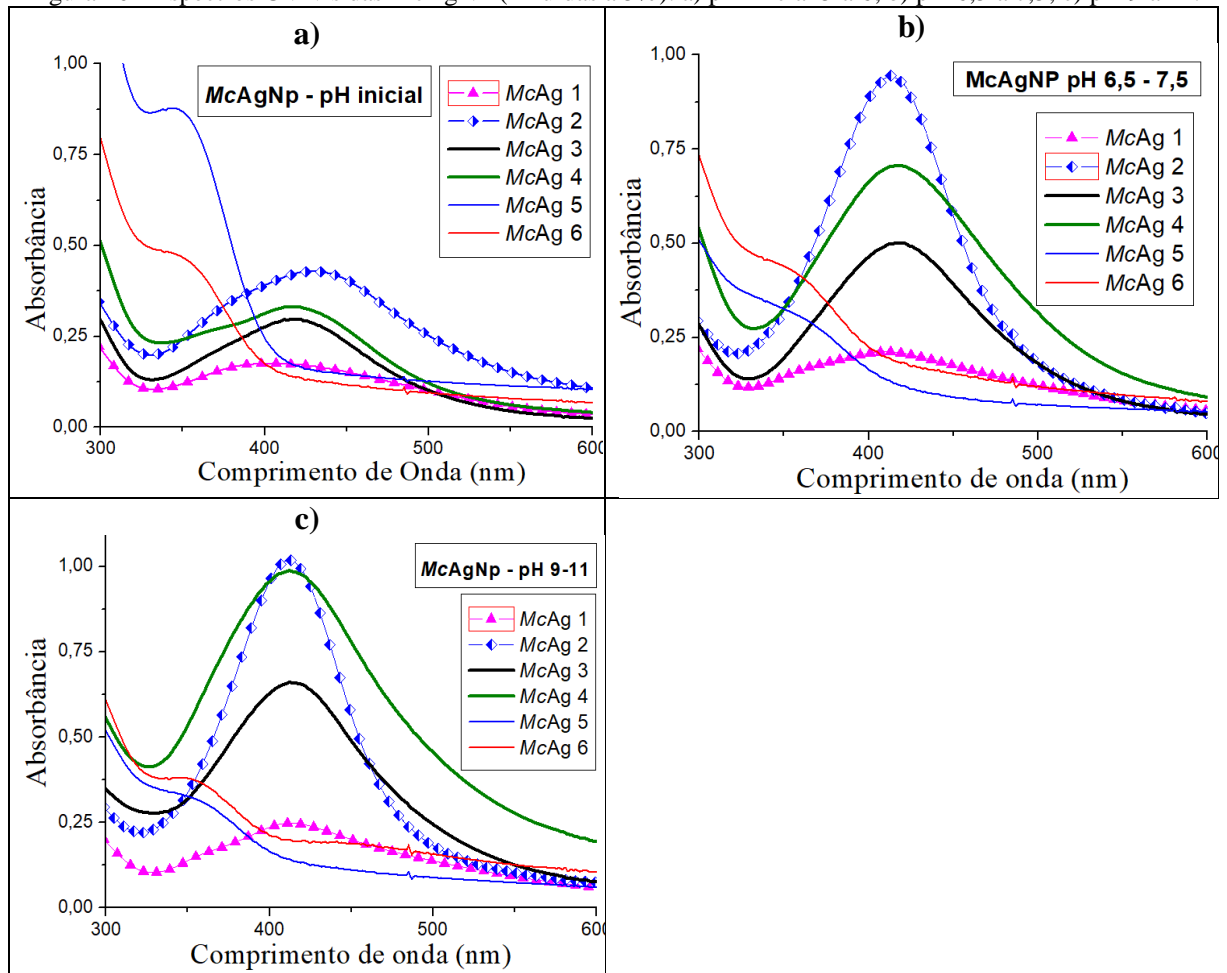 a)
McAgNp - pH inicial
McAg 1
McAg 2
McAg 3
McAg 4
McAg 5
McAg 6
1,00
0,75
0,50
0,25
0,00
300
400
500
600
Absorbância
Comprimento de Onda (nm)
b)
McAgNP pH 6,5 - 7,5
McAg 1
McAg 2
McAg 3
McAg 4
McAg 5
McAg 6
1,00
0,75
0,50
0,25
0,00
300
400
500
600
Absorbância
Comprimento de onda (nm)
c)
McAgNp - pH 9-11
McAg 1
McAg 2
McAg 3
McAg 4
McAg 5
McAg 6
1,00
0,75
0,50
0,25
0,00
300
400
500
600
Absorbância
Comprimento de onda (nm)